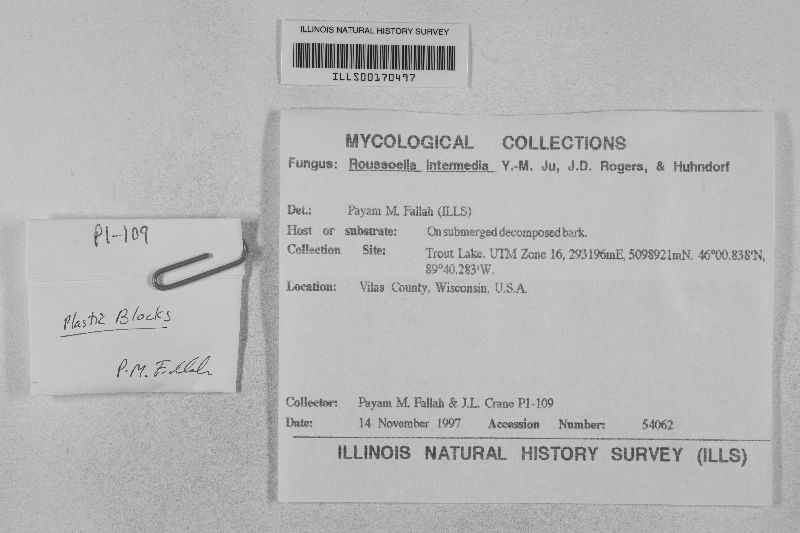 ILLINOIS NATURAL HISTORY SURVEY
ILLS00170497
MYCOLOGICAL COLLECTIONS
Fungus: Roussoella intermedia Y.-M. Ju, J.D. Rogers, & Huhndorf
Det.: Payam M. Fallah (ILLS)
Host or substrate: On submerged decomposed bark.
Collection Site: Trout Lake, UTM Zone 16, 293196mE, 5098921mN. 46°00.838'N,
89°40.283'W.
Location: Vilas County, Wisconsin, U.S.A.
Collector: Payam M. Fallah & J.L. Crane P1-109
Date: 14 November 1997 Accession Number: 54062
ILLINOIS NATURAL HISTORY SURVEY (ILLS)
P1-109
Plastic Blocks
P.M. Fallah